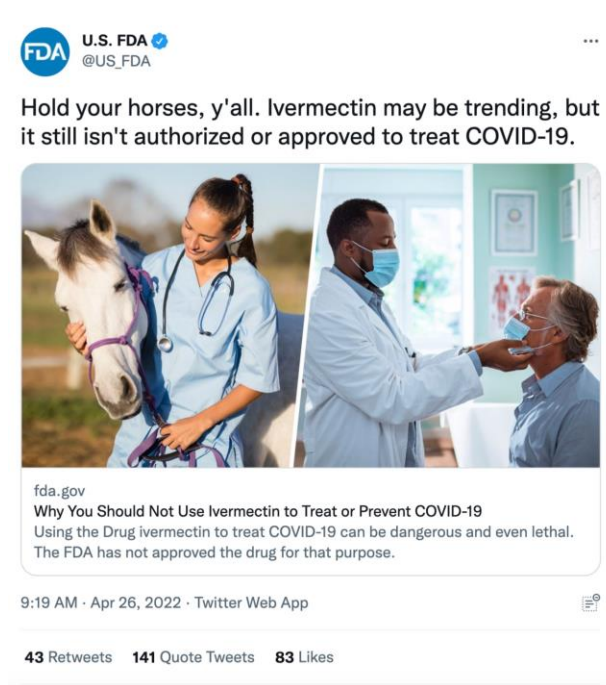 FDA
U.S. FDA
@US_FDA
Hold your horses, y'all. Ivermectin may be trending, but
it still isn't authorized or approved to treat COVID-19.
fda.gov
Why You Should Not Use Ivermectin to Treat or Prevent COVID-19
Using the Drug ivermectin to treat COVID-19 can be dangerous and even lethal.
The FDA has not approved the drug for that purpose.
9:19 AM · Apr 26, 2022 · Twitter Web App
43 Retweets 141 Quote Tweets 83 Likes